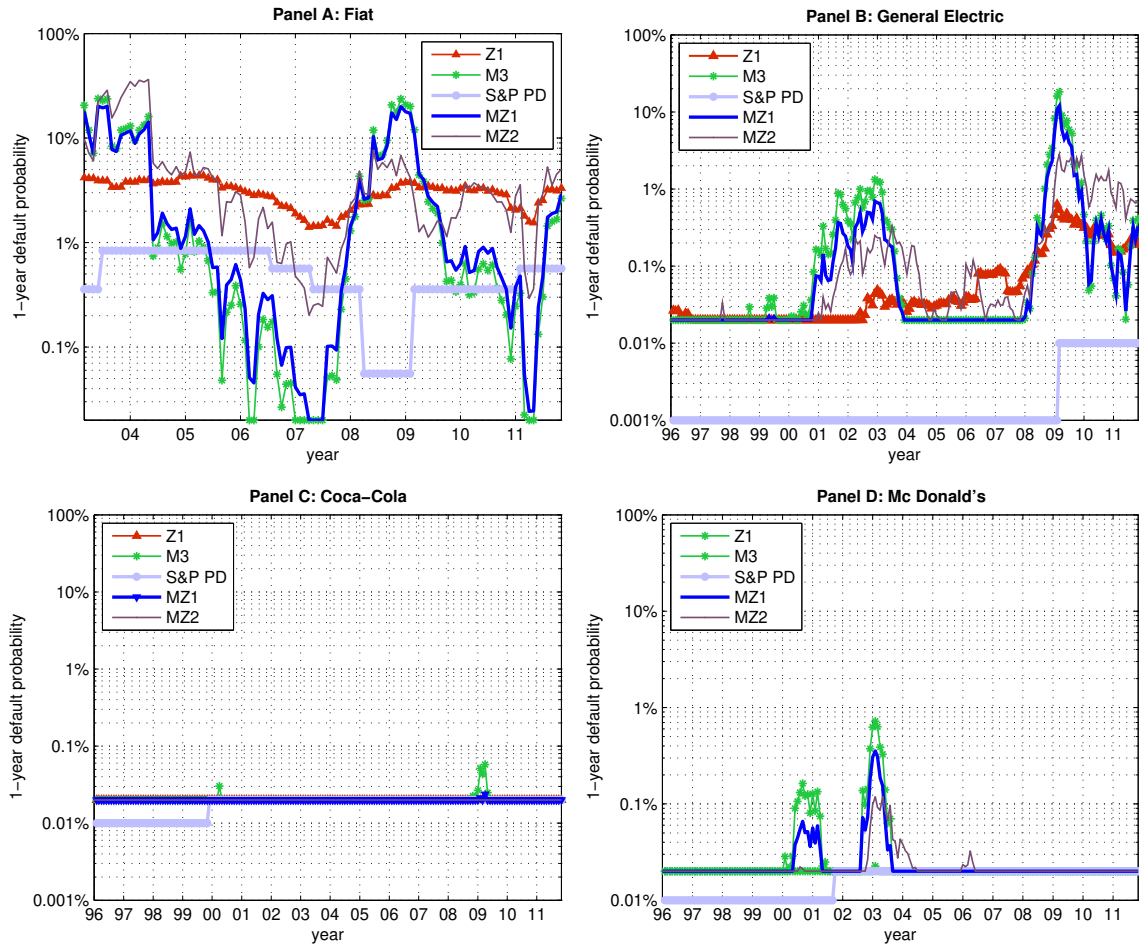 Panel A: Fiat
1−year default probability
100%
10%
1%
0.1%
Z1
M3
S&P PD
MZ1
MZ2
04 05 06 07 08 09 10 11
year
Panel B: General Electric
1−year default probability
100%
10%
1%
0.1%
0.01%
0.001%
Z1
M3
S&P PD
MZ1
MZ2
96 97 98 99 00 01 02 03 04 05 06 07 08 09 10 11
year
Panel C: Coca−Cola
1−year default probability
100%
10%
1%
0.1%
0.01%
0.001%
Z1
M3
S&P PD
MZ1
MZ2
96 97 98 99 00 01 02 03 04 05 06 07 08 09 10 11
year
Panel D: Mc Donald's
1−year default probability
100%
10%
1%
0.1%
0.01%
Z1
M3
S&P PD
MZ1
MZ2
96 97 98 99 00 01 02 03 04 05 06 07 08 09 10 11
year